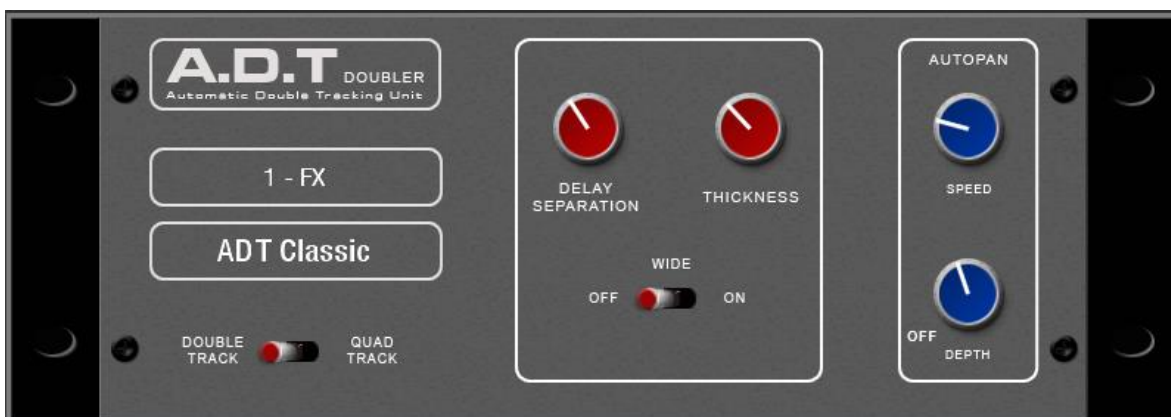 A.D.T DOUBLER
Automatic Double Tracking Unit
1 - FX
ADT Classic
DOUBLE
TRACK
QUAD
TRACK
DELAY
SEPARATION
THICKNESS
WIDE
OFF
ON
AUTOPAN
SPEED
OFF
DEPTH